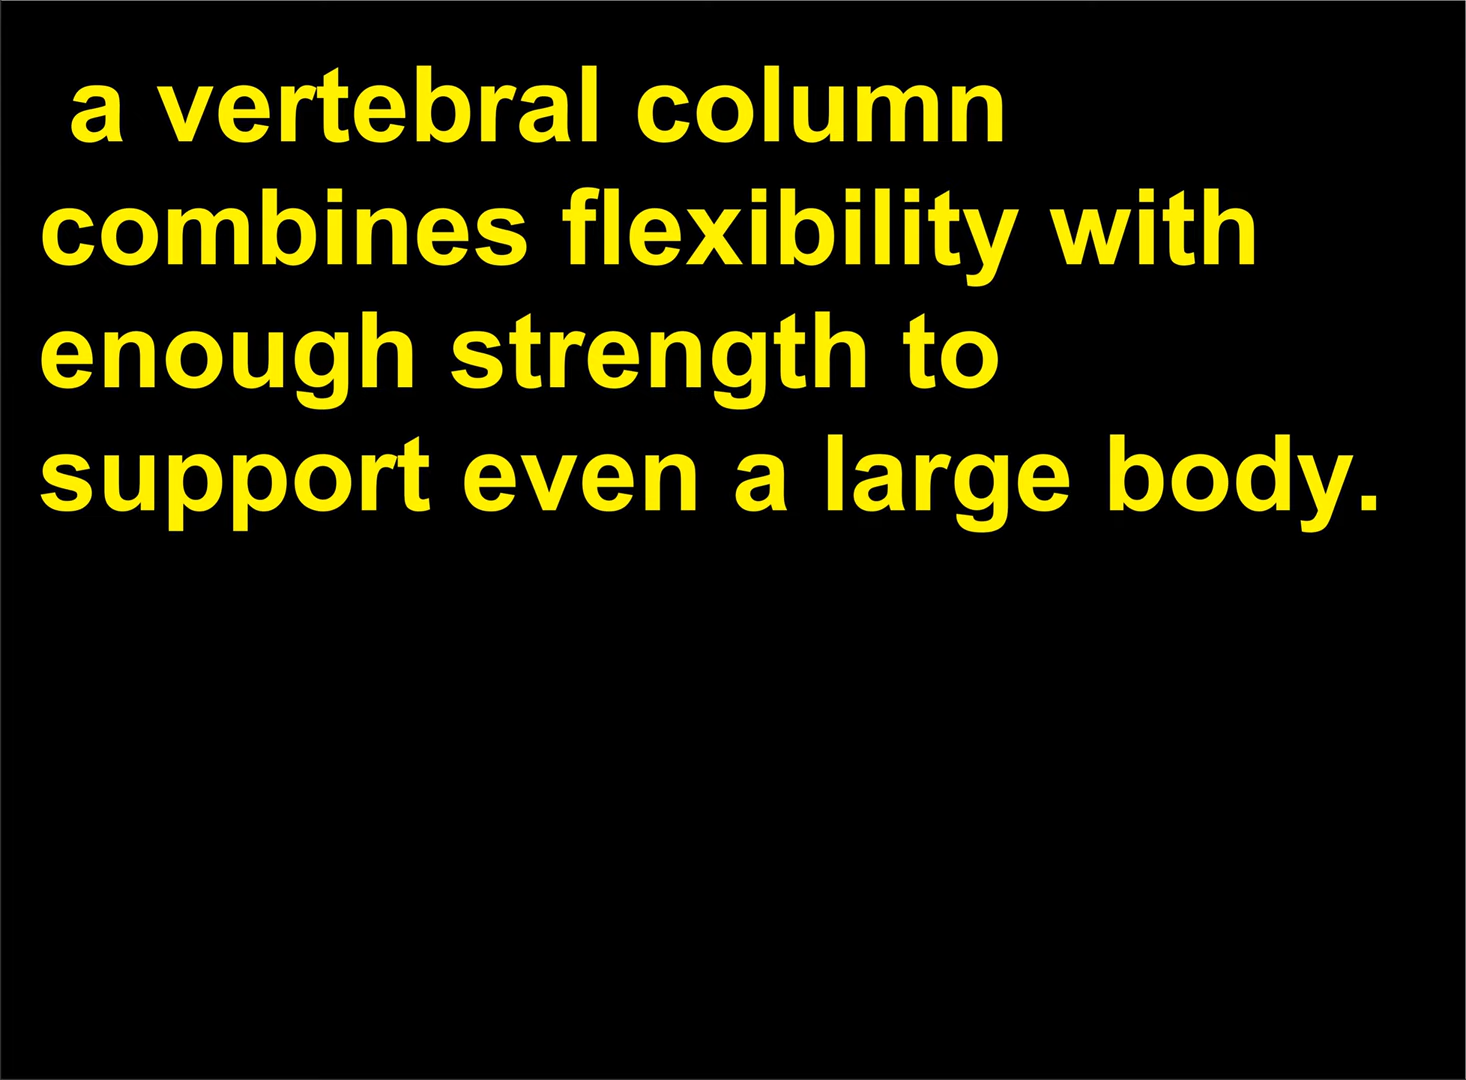 a vertebral column
combines flexibility with
enough strength to
support even a large body.